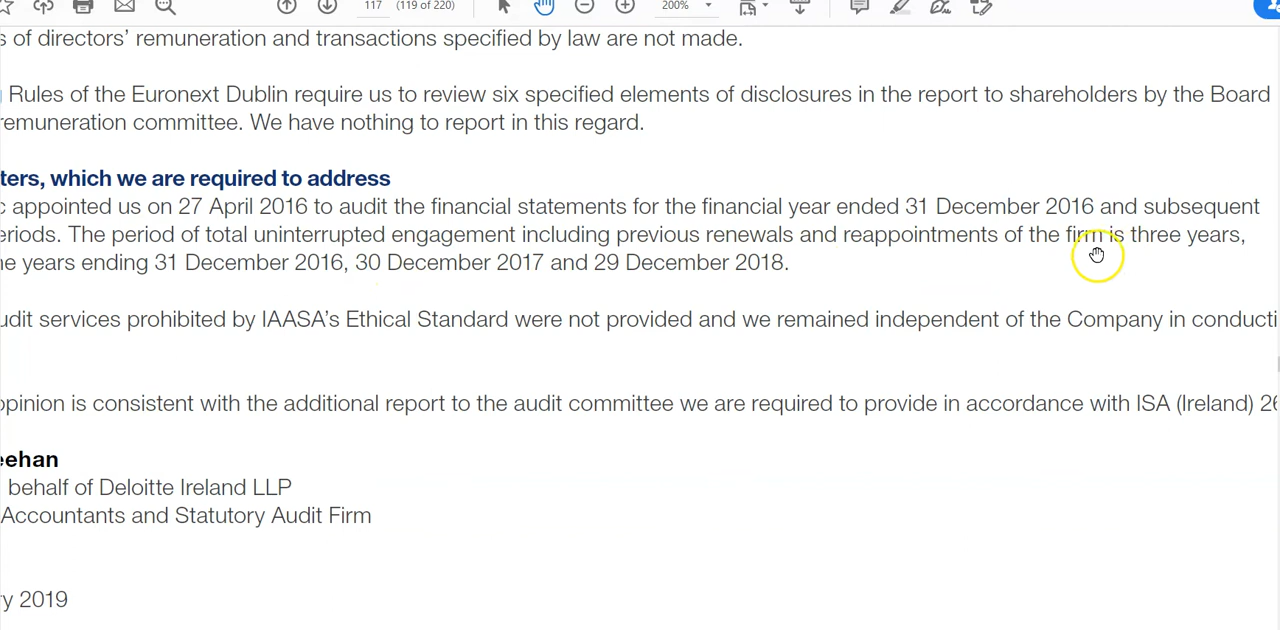 117 (119 of 220) 200%
of directors' remuneration and transactions specified by law are not made.
Rules of the Euronext Dublin require us to review six specified elements of disclosures in the report to shareholders by the Board
remuneration committee. We have nothing to report in this regard.
ters, which we are required to address
appointed us on 27 April 2016 to audit the financial statements for the financial year ended 31 December 2016 and subsequent
eriods. The period of total uninterrupted engagement including previous renewals and reappointments of the firm is three years,
years ending 31 December 2016, 30 December 2017 and 29 December 2018.
udit services prohibited by IAASA's Ethical Standard were not provided and we remained independent of the Company in conducti
opinion is consistent with the additional report to the audit committee we are required to provide in accordance with ISA (Ireland) 26
eehan
behalf of Deloitte Ireland LLP
Accountants and Statutory Audit Firm
y 2019